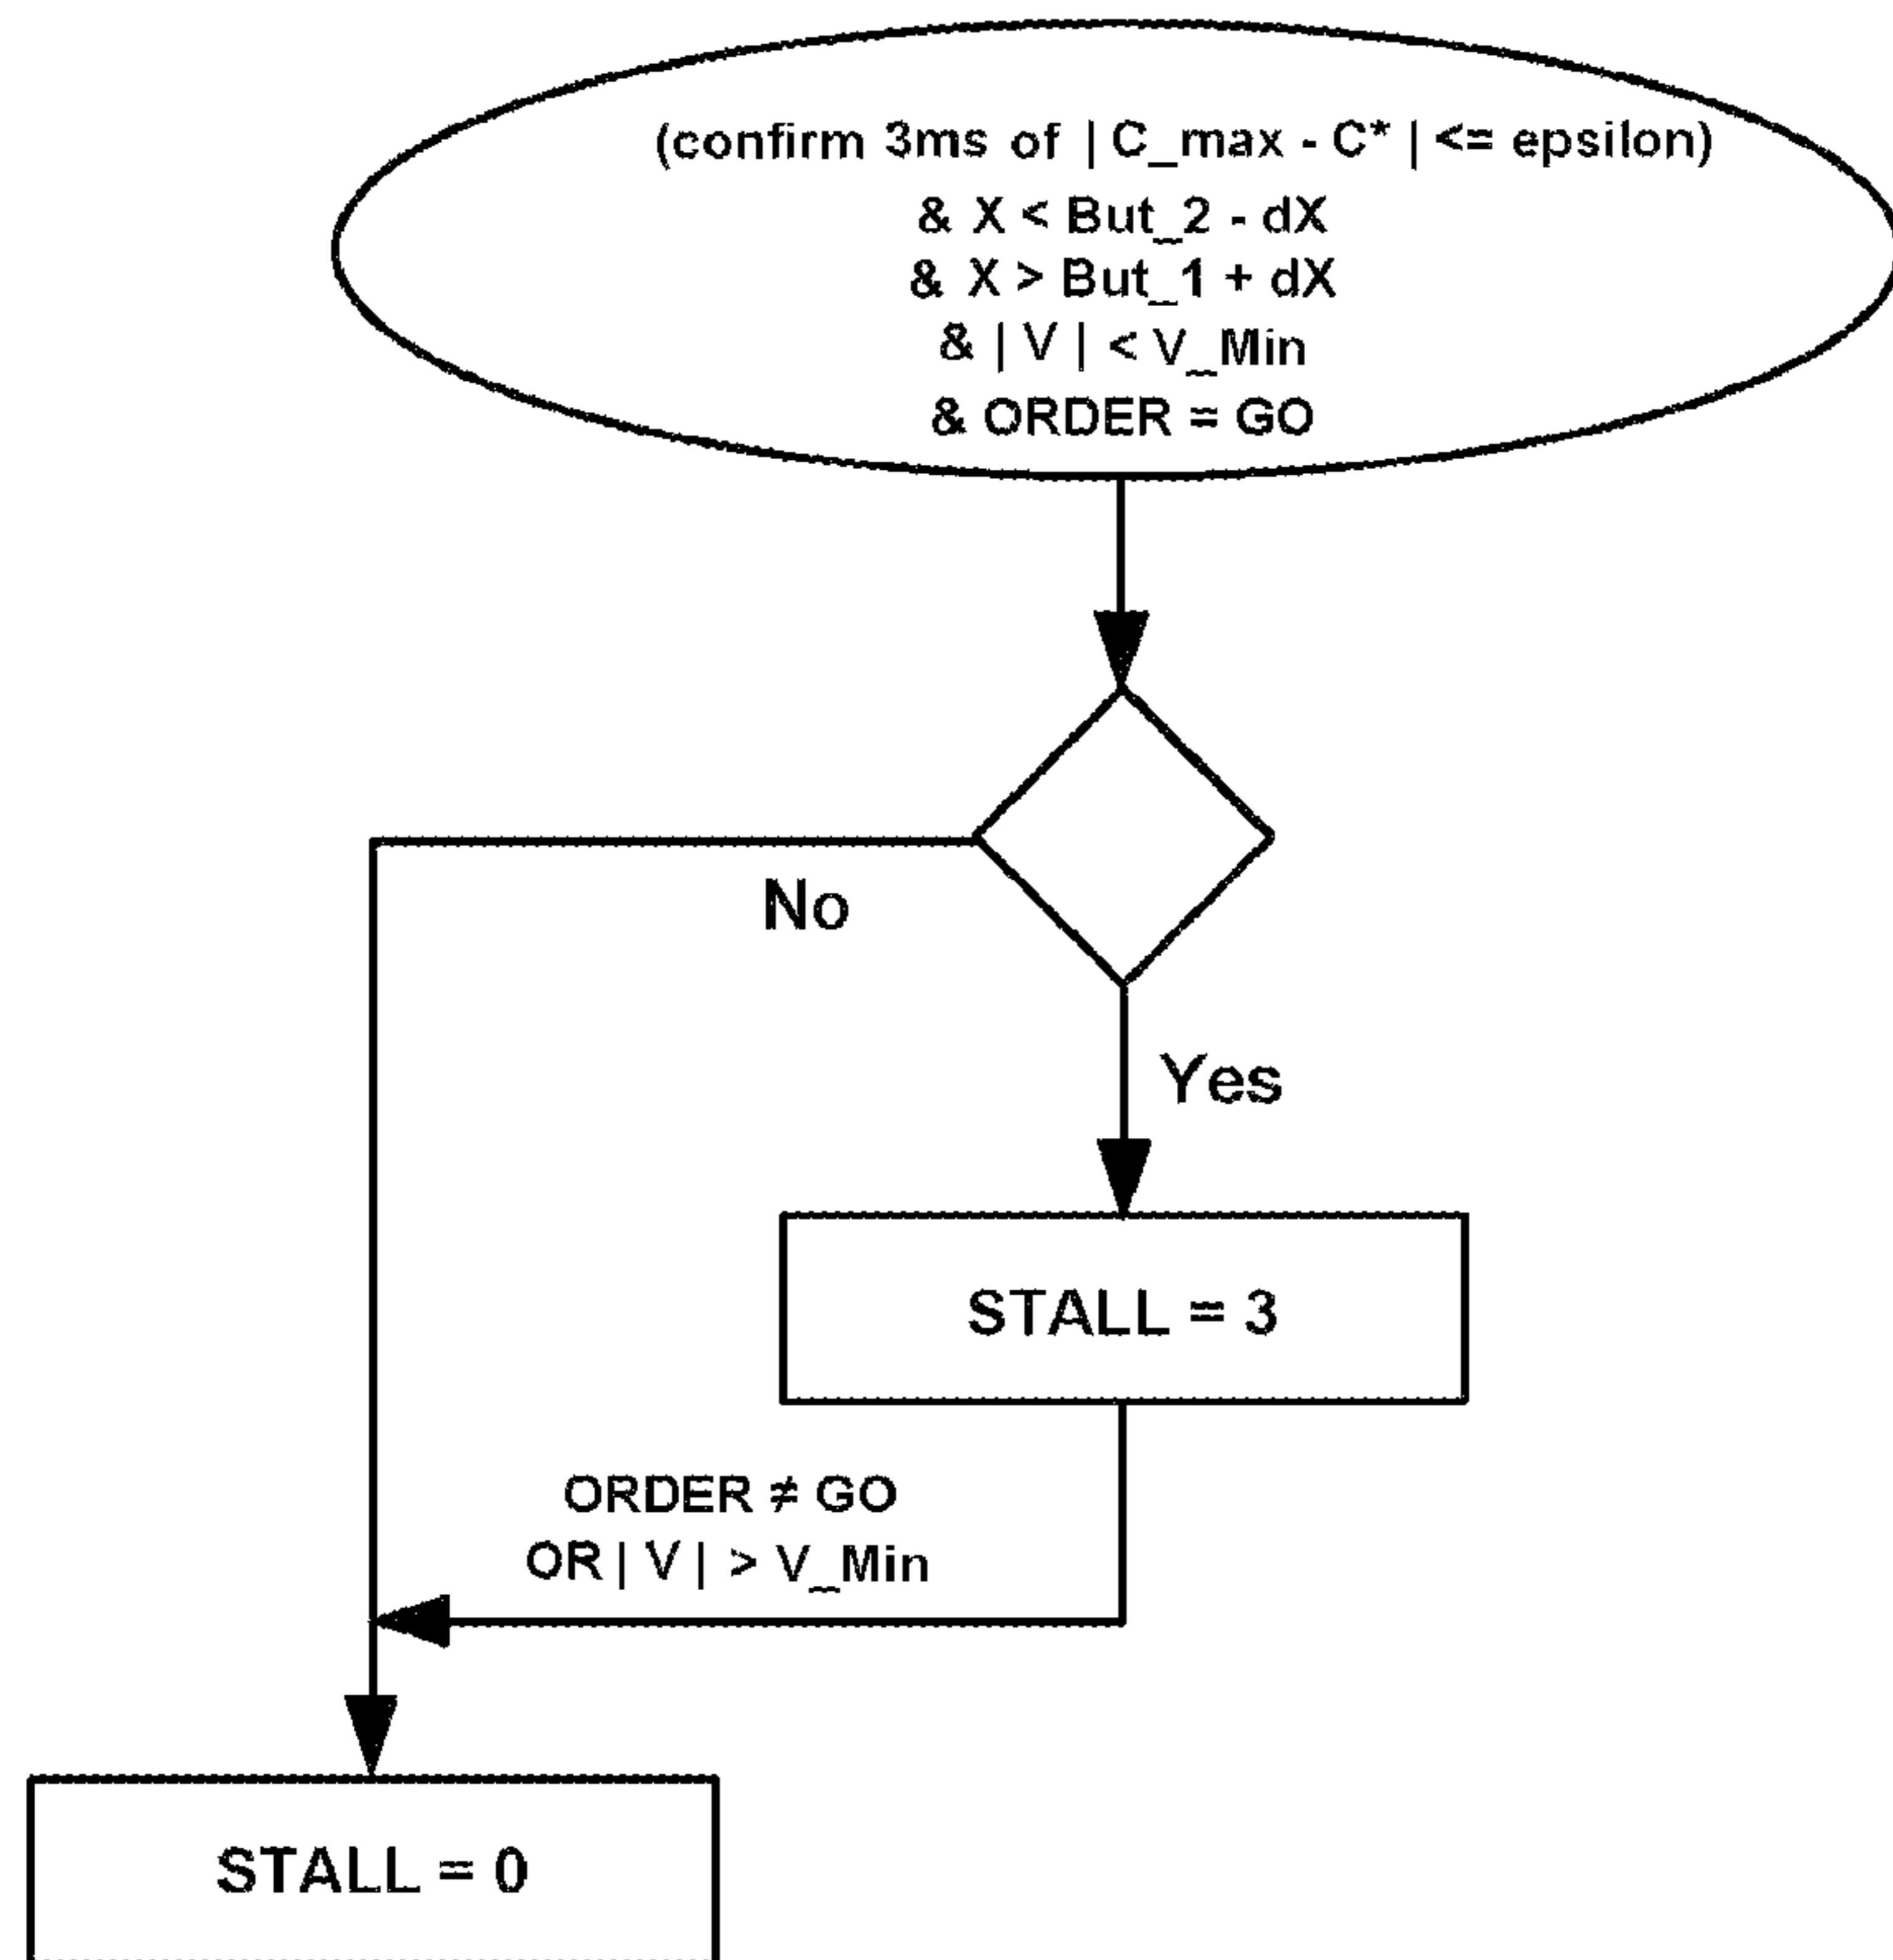 (confirm 3ms of | C_max - C* | <= epsilon)
& X < But_2 - dX
& X > But_1 + dX
& | V | < V_Min
& ORDER = GO
No
Yes
STALL = 3
ORDER ≠ GO
OR | V | > V_Min
STALL = 0